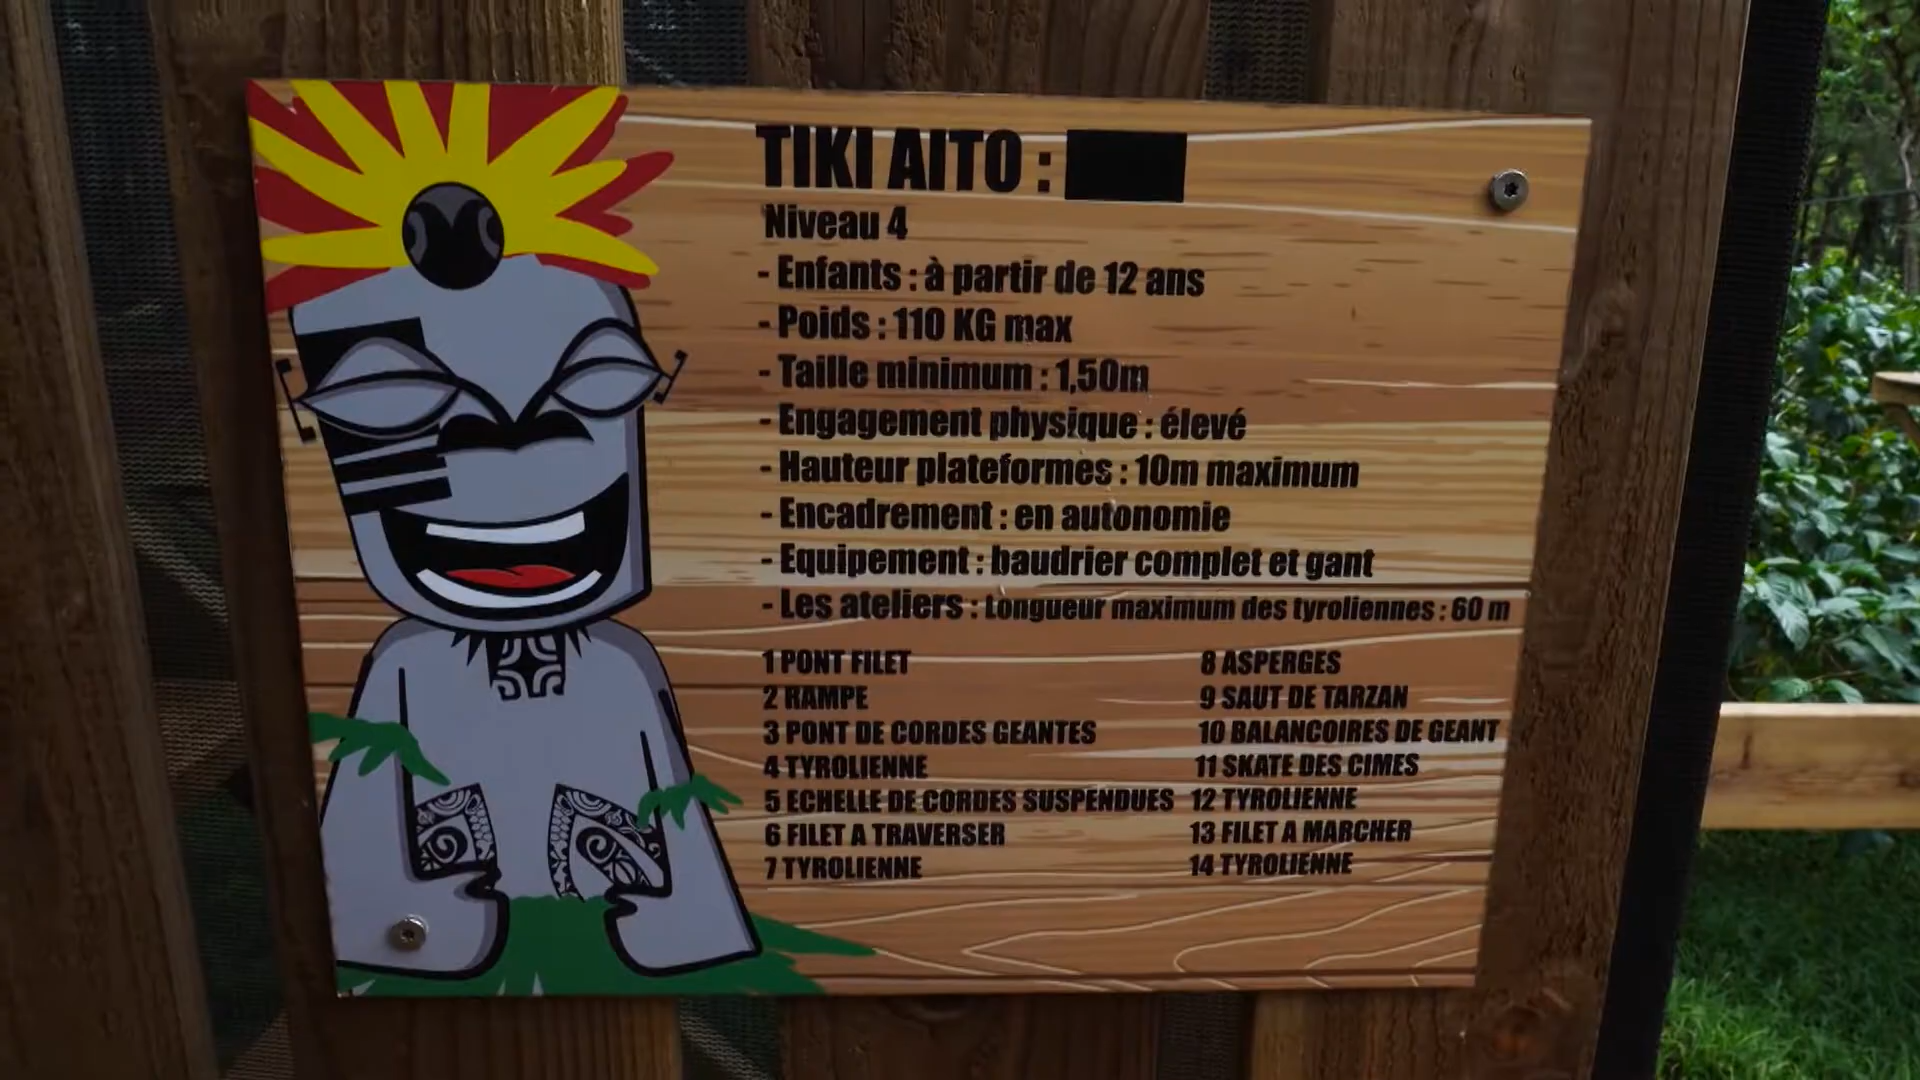 TIKI AITO :
Niveau 4
- Enfants : à partir de 12 ans
- Poids : 110 KG max
- Taille minimum : 1,50m
- Engagement physique : élevé
- Hauteur plateformes : 10m maximum
- Encadrement : en autonomie
- Equipement : baudrier complet et gant
- Les ateliers : Longueur maximum des tyroliennes : 60 m
1 PONT FILET
2 RAMPE
3 PONT DE CORDES GEANTES
4 TYROLIENNE
5 ECHELLE DE CORDES SUSPENDUES
6 FILET A TRAVERSER
7 TYROLIENNE
8 ASPERGES
9 SAUT DE TARZAN
10 BALANCOIRES DE GEANT
11 SKATE DES CIMES
12 TYROLIENNE
13 FILET A MARCHER
14 TYROLIENNE